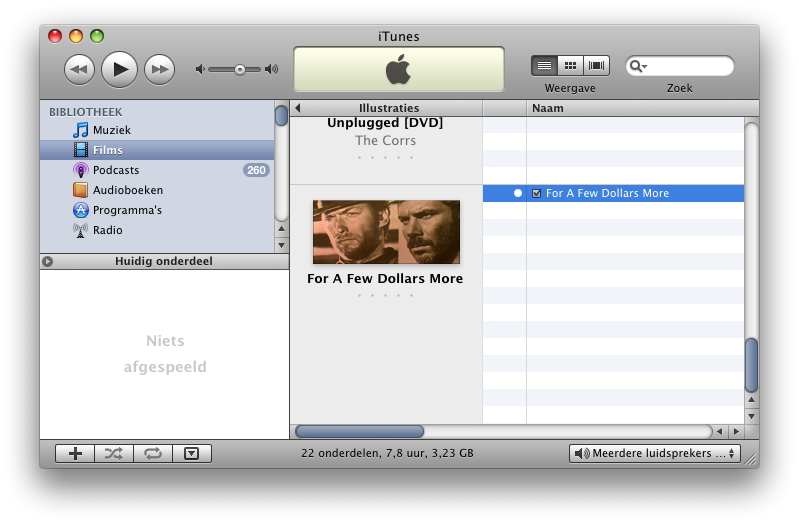 iTunes
Weergave
Zoek
BIBLIOTHEEK
Muziek
Films
Podcasts 260
Audioboeken
Programma's
Radio
Huidig onderdeel
Niets
afgespeeld
Illustraties
Naam
Unplugged [DVD]
The Corrs
For A Few Dollars More
For A Few Dollars More
22 onderdelen, 7,8 uur, 3,23 GB
Meerdere luidsprekers ...